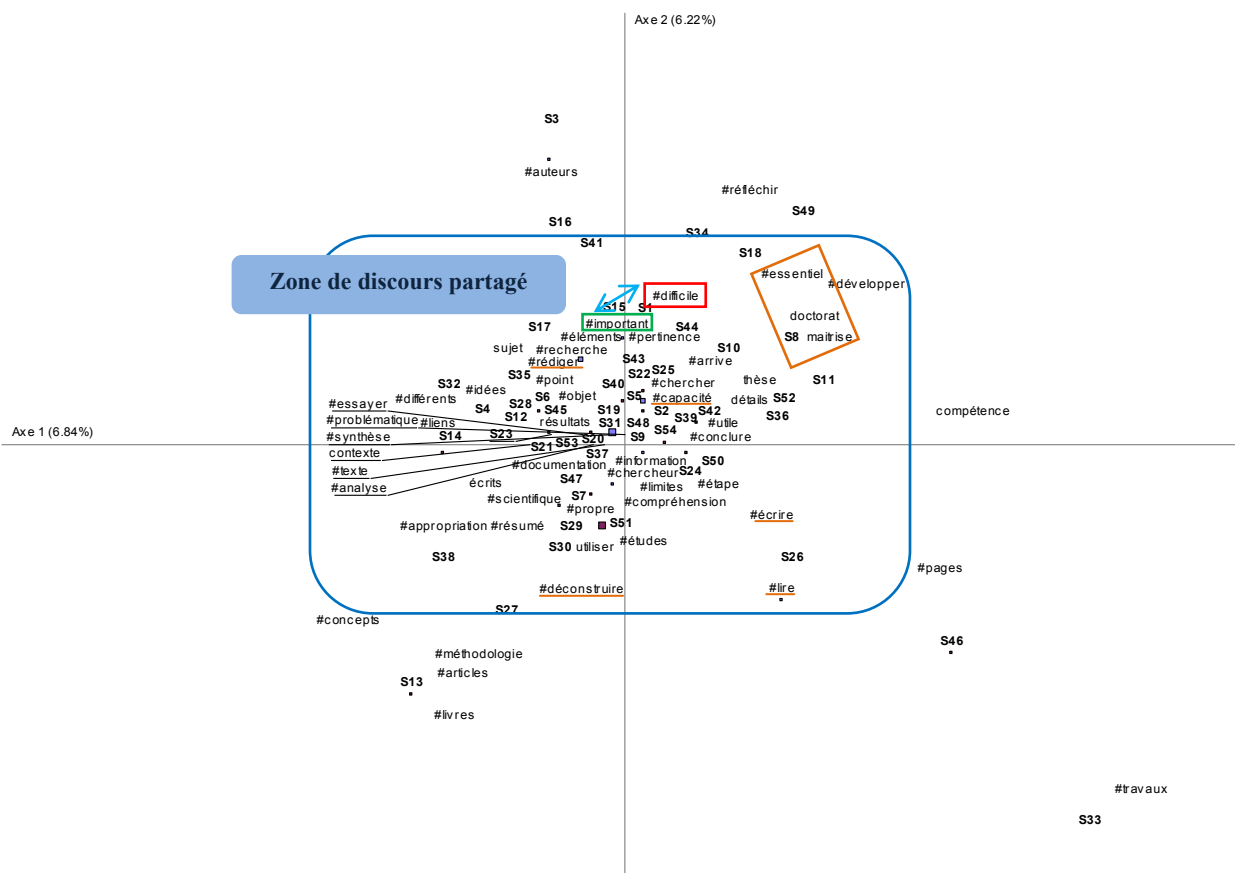 Axe 2 (6.22%)
S3
#auteurs
#réfléchir
S49
S16
S34
S41
S18
Zone de discours partagé
#essentiel
#développer
#difficile
S15 S1
doctorat
#important
S17 S44
#éléments #pertinence S8 maitrise
sujet #recherche S10
#rédiger S43 #arrive
S35 #point S22 S25
S32 S40 #chercher thèse S11
#idées
#différents S6 #objet S5 #capacité détails S52
#essayer S28
S4 S45 S19 S2 S42 compétence
S12 S39 S36
#problématique #liens résultats S31 S48 #utile
S54
#synthèse S14 S23 S20 S9 #conclure
Axe 1 (6.84%)
S21 S53
contexte S37
#documentation #information S50
#texte #chercheur S24
écrits S47 #limites #étape
#analyse
#scientifique S7 #compréhension
#propre
#écrire
#appropriation #résumé S29 S51
S30 utiliser #études
S38 S26
#pages
#déconstruire #lire
S27
#concepts
S46
#méthodologie
#articles
S13
#livres
#travaux
S33